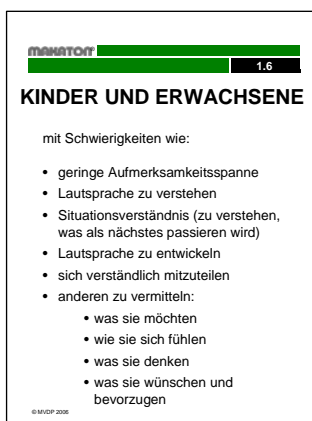 MAKATON
1.6
KINDER UND ERWACHSENE
mit Schwierigkeiten wie:
• geringe Aufmerksamkeitsspanne
• Lautsprache zu verstehen
• Situationsverständnis (zu verstehen,
was als nächstes passieren wird)
• Lautsprache zu entwickeln
• sich verständlich mitzuteilen
• anderen zu vermitteln:
• was sie möchten
• wie sie sich fühlen
• was sie denken
• was sie wünschen und
bevorzugen
© MVDP 2006